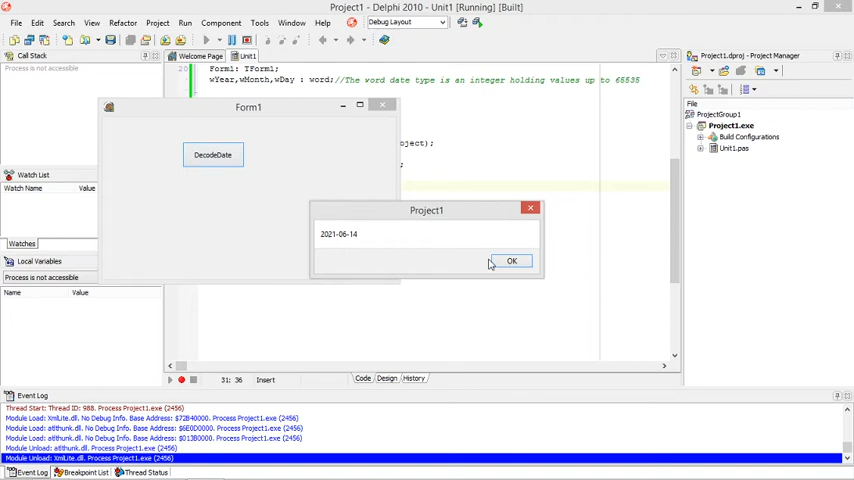 Project1 - Delphi 2010 - Unit1 [Running] [Built]
File Edit Search View Refactor Project Run Component Tools Window Help Debug Layout
Call Stack
Welcome Page Unit1
Project1.dproj - Project Manager
Process is not accessible
20 Form1: TForm1;
wYear,wMonth,wDay : word;//The word date type is an integer holding values up to 65535
File
ProjectGroup1
Form1
Project1.exe
Build Configurations
Unit1.pas
DecodeDate
ject);
;
Watch List
Watch Name Value
Project1
2021-06-14
OK
Watches
Local Variables
Process is not accessible
Name Value
31: 36 Insert Code Design History
Event Log
Thread Start: Thread ID: 988. Process Project1.exe (2456)
Module Load: XmlLite.dll. No Debug Info. Base Address: $72B40000. Process Project1.exe (2456)
Module Load: atlthunk.dll. No Debug Info. Base Address: $6E0D0000. Process Project1.exe (2456)
Module Load: atlthunk.dll. No Debug Info. Base Address: $013B0000. Process Project1.exe (2456)
Module Unload: atlthunk.dll. Process Project1.exe (2456)
Module Unload: XmlLite.dll. Process Project1.exe (2456)
Event Log Breakpoint List Thread Status